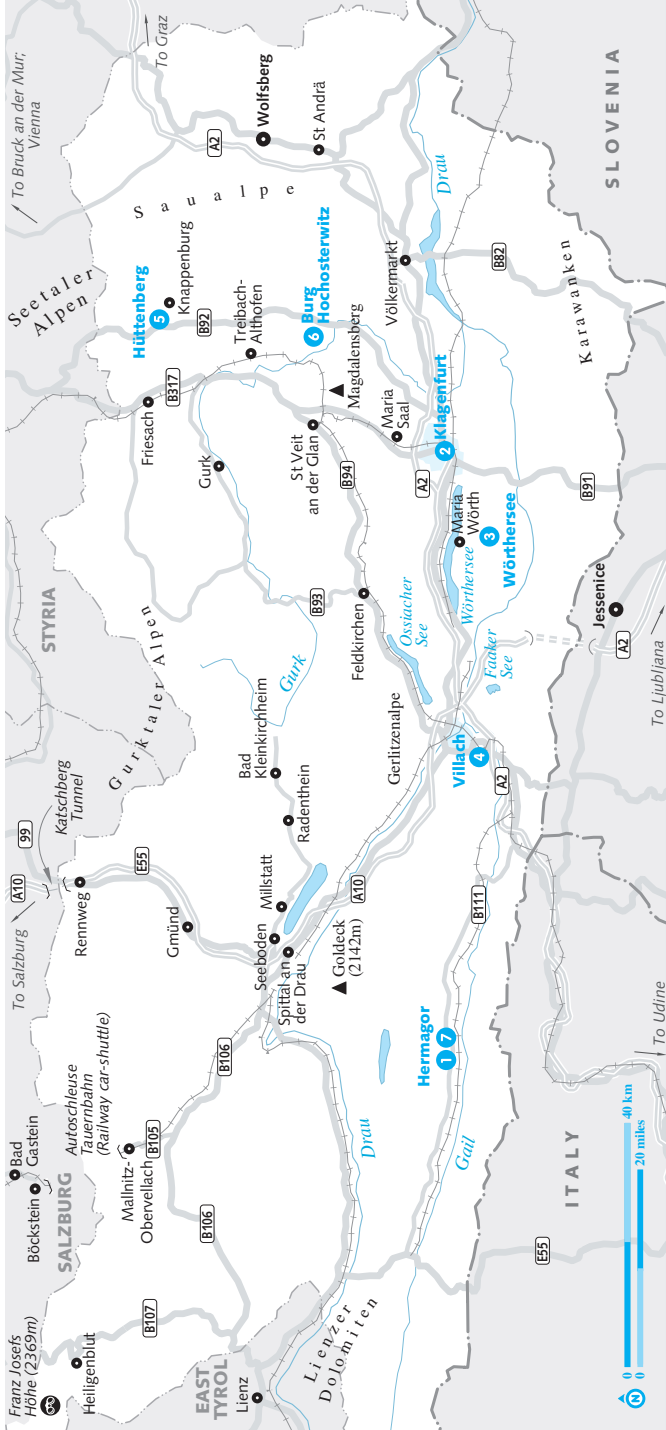 Franz Josefs
Höhe (2369m)
Heiligenblut
B107
EAST
TYROL
Lienz
Lienzer
Dolomiten
Bad
Gastein
Böckstein
SALZBURG
Autoschleuse
Tauernbahn
(Railway car-shuttle)
Mallnitz-
Obervellach
B105
B106
B106
Drau
To Salzburg
A10
99
Katschberg
Tunnel
Rennweg
E55
Gmünd
Seeboden
Millstatt
Spittal an
der Drau
Goldeck
(2142m)
A10
Radenthein
Bad
Kleinkirchheim
Gurktaler Alpen
STYRIA
Gurk
B93
Feldkirchen
Ossiacher
See
Gerlitzenalpe
Hermagor
1
7
B111
Gail
E55
ITALY
To Udine
Villach
4
A2
Faaker
See
Wörthersee
Maria
Wörth
3
Wörthersee
A2
Jessenice
To Ljubljana
B91
Klagenfurt
2
A2
Maria
Saal
Magdalensberg
St Veit
an der Glan
B94
Gurk
Friesach
B317
Treibach-
Althofen
Burg
Hochosterwitz
6
B92
Knappenburg
Hüttenberg
5
Seetaler
Alpen
Saualpe
To Bruck an der Mur;
Vienna
To Graz
A2
Wolfsberg
St Andrä
Völkermarkt
Drau
B82
Karawanken
SLOVENIA
N
0
40 km
0
20 miles